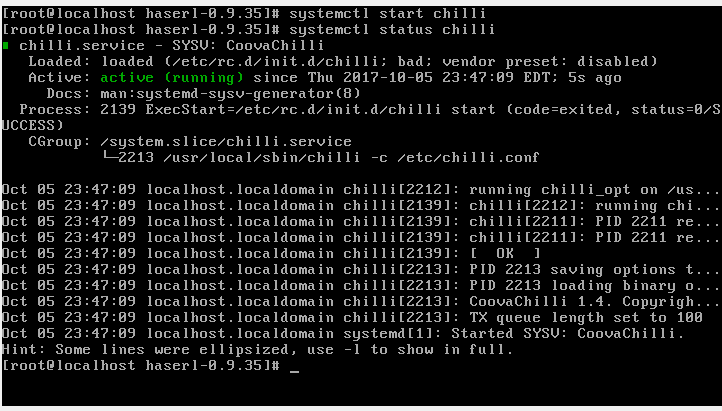 [root@localhost haserl-0.9.35]# systemctl start chilli
[root@localhost haserl-0.9.35]# systemctl status chilli
chilli.service - SYSV: CoovaChilli
Loaded: loaded (/etc/rc.d/init.d/chilli; bad; vendor preset: disabled)
Active: active (running) since Thu 2017-10-05 23:47:09 EDT; 5s ago
Docs: man:systemd-sysv-generator(8)
Process: 2139 ExecStart=/etc/rc.d/init.d/chilli start (code=exited, status=0/S
UCCESS)
CGroup: /system.slice/chilli.service
└─2213 /usr/local/sbin/chilli -c /etc/chilli.conf
Oct 05 23:47:09 localhost.localdomain chilli[2212]: running chilli_opt on /us...
Oct 05 23:47:09 localhost.localdomain chilli[2139]: chilli[2212]: running chi...
Oct 05 23:47:09 localhost.localdomain chilli[2139]: chilli[2211]: PID 2211 re...
Oct 05 23:47:09 localhost.localdomain chilli[2139]: chilli[2211]: PID 2211 re...
Oct 05 23:47:09 localhost.localdomain chilli[2139]: [  OK  ]
Oct 05 23:47:09 localhost.localdomain chilli[2213]: PID 2213 saving options t...
Oct 05 23:47:09 localhost.localdomain chilli[2213]: PID 2213 loading binary o...
Oct 05 23:47:09 localhost.localdomain chilli[2213]: CoovaChilli 1.4. Copyrigh...
Oct 05 23:47:09 localhost.localdomain chilli[2213]: TX queue length set to 100
Oct 05 23:47:09 localhost.localdomain systemd[1]: Started SYSV: CoovaChilli.
Hint: Some lines were ellipsized, use -l to show in full.
[root@localhost haserl-0.9.35]# _